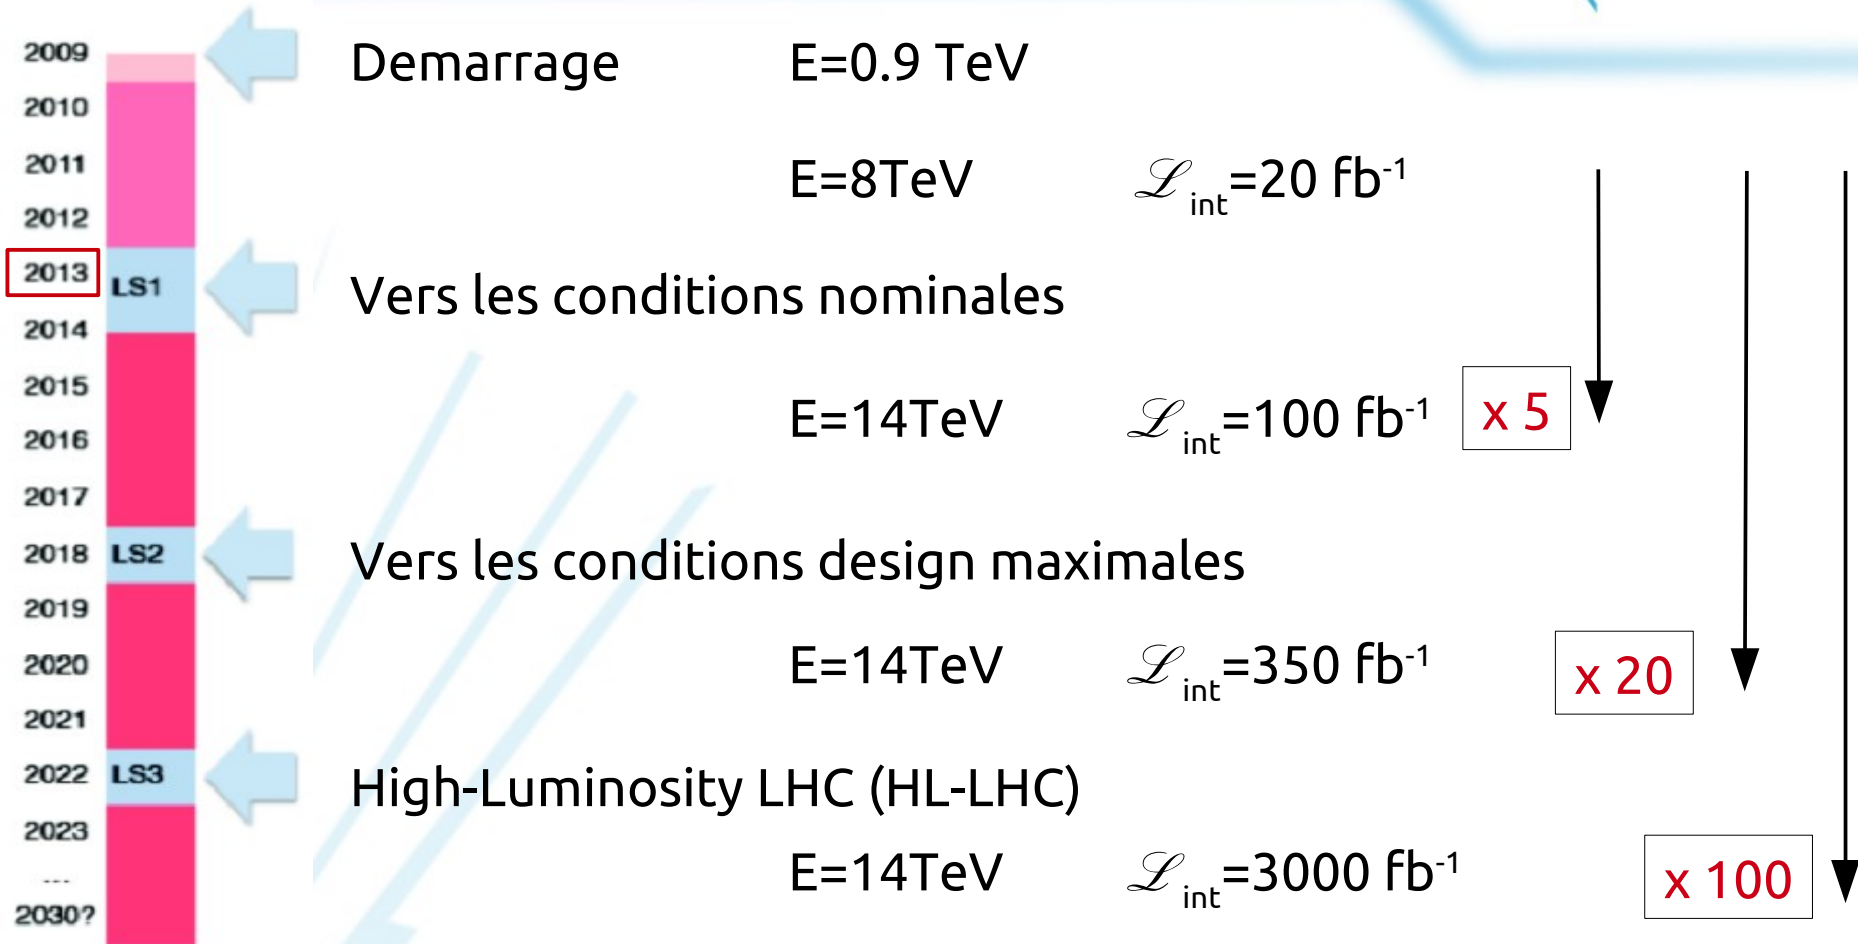 2009 Demarrage E=0.9 TeV
2010
2011 E=8TeV ℒint=20 fb-1
2012
2013 LS1 Vers les conditions nominales
2014
2015
2016 E=14TeV ℒint=100 fb-1 x 5
2017
2018 LS2 Vers les conditions design maximales
2019
2020 E=14TeV ℒint=350 fb-1 x 20
2021
2022 LS3 High-Luminosity LHC (HL-LHC)
2023
... E=14TeV ℒint=3000 fb-1 x 100
2030?